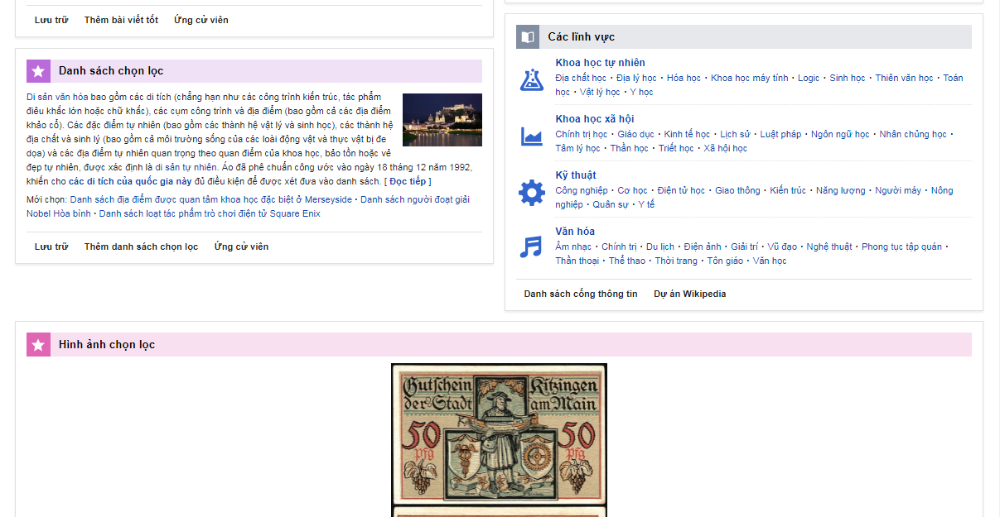 Lưu trữ Thêm bài viết tốt Ứng cử viên
Danh sách chọn lọc
Di sản văn hóa bao gồm các di tích (chẳng hạn như các công trình kiến trúc, tác phẩm
điêu khắc lớn hoặc chữ khắc), các cụm công trình và địa điểm (bao gồm cả các địa điểm
khảo cổ). Các đặc điểm tự nhiên (bao gồm các thành hệ vật lý và sinh học), các thành hệ
địa chất và sinh lý (bao gồm cả môi trường sống của các loài động vật và thực vật bị đe
dọa) và các địa điểm tự nhiên quan trọng theo quan điểm của khoa học, bảo tồn hoặc vẻ
đẹp tự nhiên, được xác định là di sản tự nhiên. Áo đã phê chuẩn công ước vào ngày 18 tháng 12 năm 1992,
khiến cho các di tích của quốc gia này đủ điều kiện để được xét đưa vào danh sách. [ Đọc tiếp ]
Mới chọn: Danh sách địa điểm được quan tâm khoa học đặc biệt ở Merseyside · Danh sách người đoạt giải
Nobel Hòa bình · Danh sách loạt tác phẩm trò chơi điện tử Square Enix
Lưu trữ Thêm danh sách chọn lọc Ứng cử viên
Các lĩnh vực
Khoa học tự nhiên
Địa chất học · Địa lý học · Hóa học · Khoa học máy tính · Logic · Sinh học · Thiên văn học · Toán
học · Vật lý học · Y học
Khoa học xã hội
Chính trị học · Giáo dục · Kinh tế học · Lịch sử · Luật pháp · Ngôn ngữ học · Nhân chủng học ·
Tâm lý học · Thần học · Triết học · Xã hội học
Kỹ thuật
Công nghiệp · Cơ học · Điện tử học · Giao thông · Kiến trúc · Năng lượng · Người máy · Nông
nghiệp · Quân sự · Y tế
Văn hóa
Âm nhạc · Chính trị · Du lịch · Điện ảnh · Giải trí · Vũ đạo · Nghệ thuật · Phong tục tập quán ·
Thần thoại · Thể thao · Thời trang · Tôn giáo · Văn học
Danh sách cổng thông tin Dự án Wikipedia
Hình ảnh chọn lọc
Gutschein Kitzingen
der Stadt am Main
50 50
Pfg Pfg